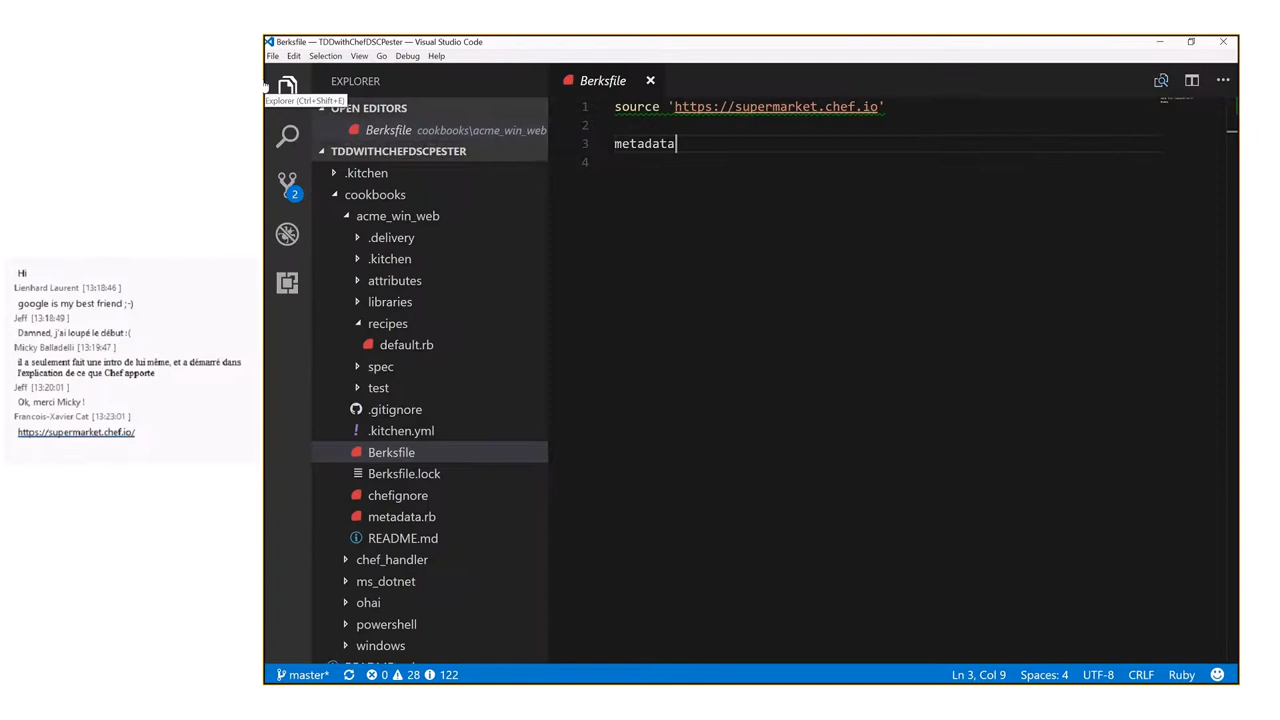 Berksfile — TDDwithChefDSCPester — Visual Studio Code
File Edit Selection View Go Debug Help
EXPLORER
Explorer (Ctrl+Shift+E)
OPEN EDITORS
Berksfile cookbooks\acme_win_web
TDDWITHCHEFDSCPESTER
.kitchen
cookbooks
acme_win_web
.delivery
.kitchen
attributes
libraries
recipes
default.rb
spec
test
.gitignore
.kitchen.yml
Berksfile
Berksfile.lock
chefignore
metadata.rb
README.md
chef_handler
ms_dotnet
ohai
powershell
windows
2
Berksfile
1 source 'https://supermarket.chef.io'
2
3 metadata
4
master* 0 28 122
Ln 3, Col 9 Spaces: 4 UTF-8 CRLF Ruby
Hi
Lienhard Laurent [13:18:46 ]
google is my best friend ;-)
Jeff [13:18:49 ]
Damned, j'ai loupé le début :(
Micky Balladelli [13:19:47 ]
il a seulement fait une intro de lui même, et a démarré dans
l'explication de ce que Chef apporte
Jeff [13:20:01 ]
Ok, merci Micky !
Francois-Xavier Cat [13:23:01 ]
https://supermarket.chef.io/